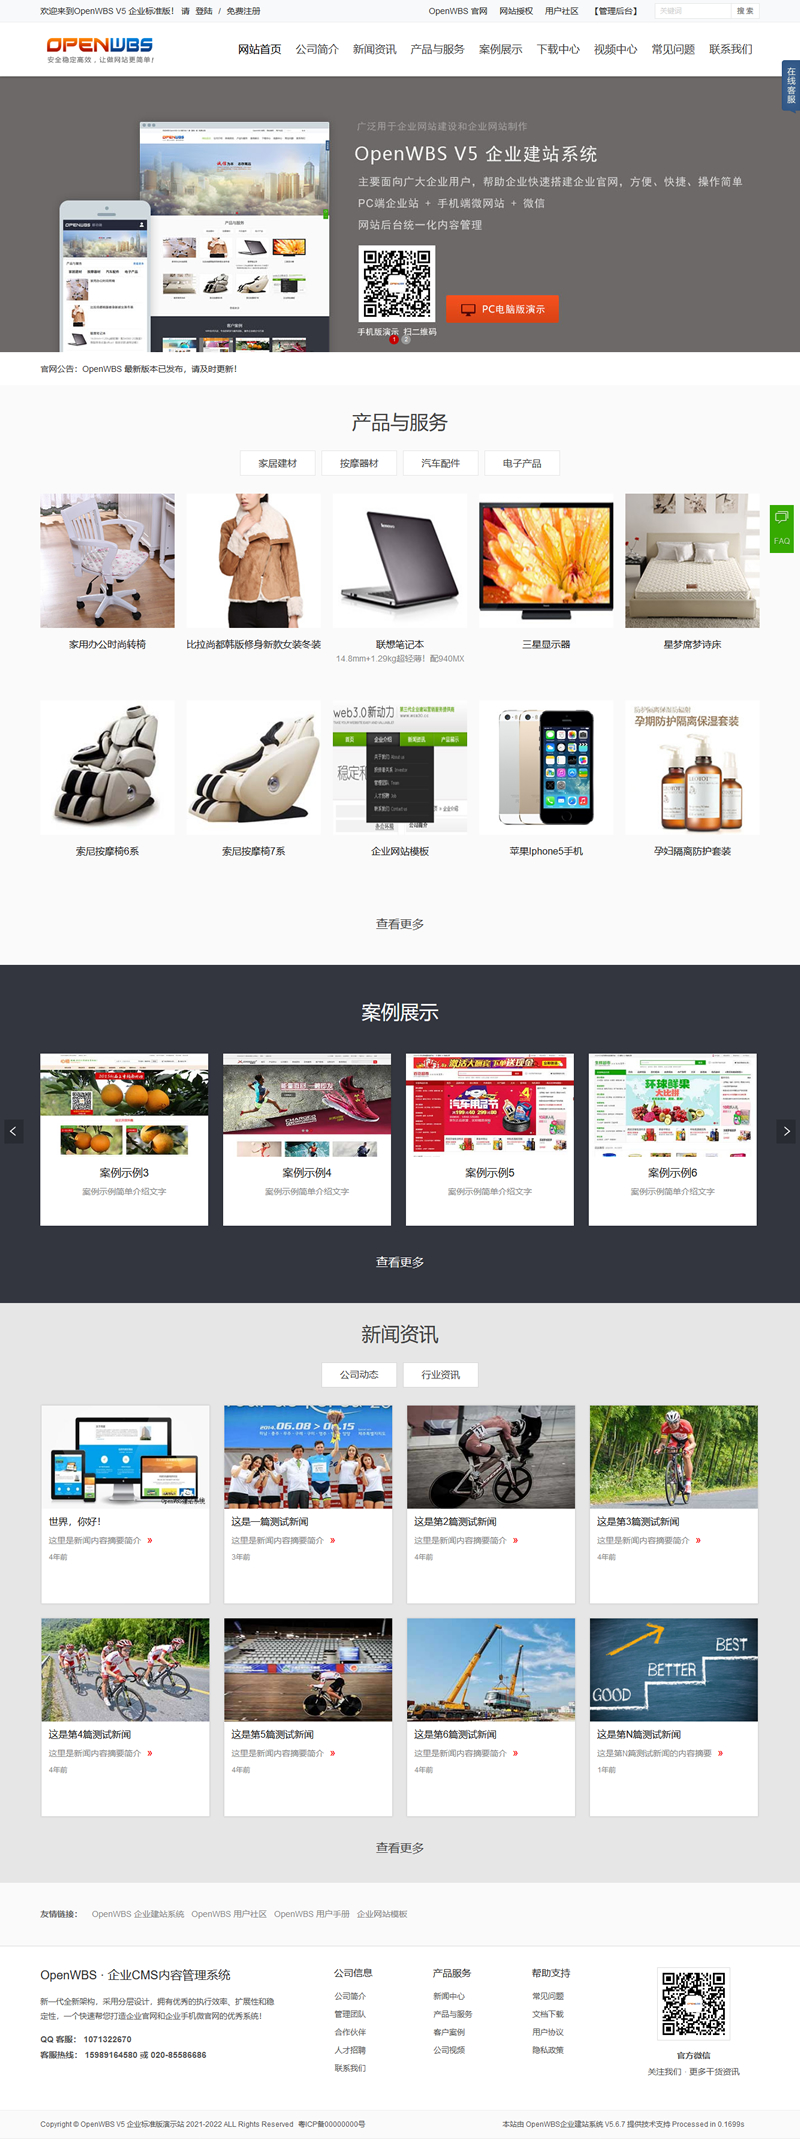 欢迎来到OpenWBS V5 企业标准版！ 请 登陆 / 免费注册
OpenWBS 官网 网站授权 用户社区 【管理后台】 关键词 搜 索
OPENWBS
安全稳定高效，让做网站更简单！
网站首页 公司简介 新闻资讯 产品与服务 案例展示 下载中心 视频中心 常见问题 联系我们
在线客服
广泛用于企业网站建设和企业网站制作
OpenWBS V5 企业建站系统
主要面向广大企业用户，帮助企业快速搭建企业官网，方便、快捷、操作简单
PC端企业站 + 手机端微网站 + 微信
网站后台统一化内容管理
PC电脑版演示
手机版演示 扫二维码
1 2
官网公告：OpenWBS 最新版本已发布，请及时更新！
产品与服务
家居建材 按摩器材 汽车配件 电子产品
FAQ
家用办公时尚转椅 比拉尚都韩版修身新款女装冬装 联想笔记本 三星显示器 星梦席梦诗床
14.8mm+1.29kg超轻薄！配940MX
web3.0新动力
首页 企业介绍 新闻资讯 产品展示
孕期防护隔离保湿套装
索尼按摩椅6系 索尼按摩椅7系 企业网站模板 苹果Iphone5手机 孕妇隔离防护套装
查看更多
案例展示
案例示例3 案例示例4 案例示例5 案例示例6
案例示例简单介绍文字 案例示例简单介绍文字 案例示例简单介绍文字 案例示例简单介绍文字
查看更多
新闻资讯
公司动态 行业资讯
2014.06.08 > 06.15
世界，你好！ 这是一篇测试新闻 这是第2篇测试新闻 这是第3篇测试新闻
这里是新闻内容摘要简介 » 这里是新闻内容摘要简介 » 这里是新闻内容摘要简介 » 这里是新闻内容摘要简介 »
4年前 3年前 4年前 4年前
GOOD BETTER BEST
这是第4篇测试新闻 这是第5篇测试新闻 这是第6篇测试新闻 这是第N篇测试新闻
这里是新闻内容摘要简介 » 这里是新闻内容摘要简介 » 这里是新闻内容摘要简介 » 这是第N篇测试新闻的内容摘要 »
4年前 4年前 4年前 1年前
查看更多
友情链接： OpenWBS 企业建站系统 OpenWBS 用户社区 OpenWBS 用户手册 企业网站模板
OpenWBS · 企业CMS内容管理系统
新一代全新架构，采用分层设计，拥有优秀的执行效率、扩展性和稳
定性，一个快速帮您打造企业官网和企业手机微官网的优秀系统！
QQ 客服： 1071322670
客服热线： 15989164580 或 020-85586686
公司信息
公司简介
管理团队
合作伙伴
人才招聘
联系我们
产品服务
新闻中心
产品与服务
客户案例
公司视频
帮助支持
常见问题
文档下载
用户协议
隐私政策
官方微信
关注我们 · 更多干货资讯
Copyright © OpenWBS V5 企业标准版演示站 2021-2022 ALL Rights Reserved 粤ICP备00000000号
本站由 OpenWBS企业建站系统 V5.6.7 提供技术支持 Processed in 0.1699s